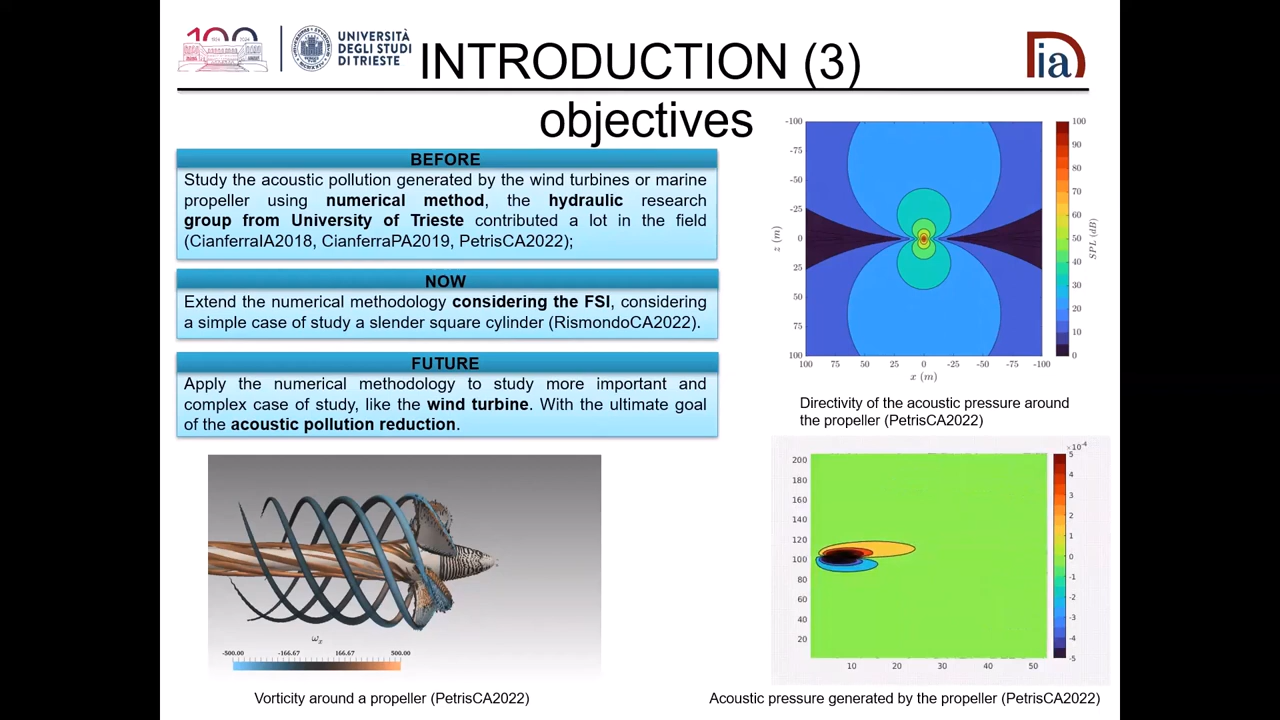 UNIVERSITÀ
DEGLI STUDI
DI TRIESTE
ia
INTRODUCTION (3)
objectives
BEFORE
Study the acoustic pollution generated by the wind turbines or marine
propeller using numerical method, the hydraulic research
group from University of Trieste contributed a lot in the field
(CianferraIA2018, CianferraPA2019, PetrisCA2022);
NOW
Extend the numerical methodology considering the FSI, considering
a simple case of study a slender square cylinder (RismondoCA2022).
FUTURE
Apply the numerical methodology to study more important and
complex case of study, like the wind turbine. With the ultimate goal
of the acoustic pollution reduction.
-100
-75
-50
-25
0
25
50
75
100
z (m)
100 75 50 25 0 -25 -50 -75 -100
x (m)
100
90
80
70
60
50
40
30
20
10
0
SPL (dB)
Directivity of the acoustic pressure around
the propeller (PetrisCA2022)
ωx
-500.00 -166.67 166.67 500.00
Vorticity around a propeller (PetrisCA2022)
200
180
160
140
120
100
80
60
40
20
10 20 30 40 50
×10-4
5
4
3
2
1
0
-1
-2
-3
-4
-5
Acoustic pressure generated by the propeller (PetrisCA2022)